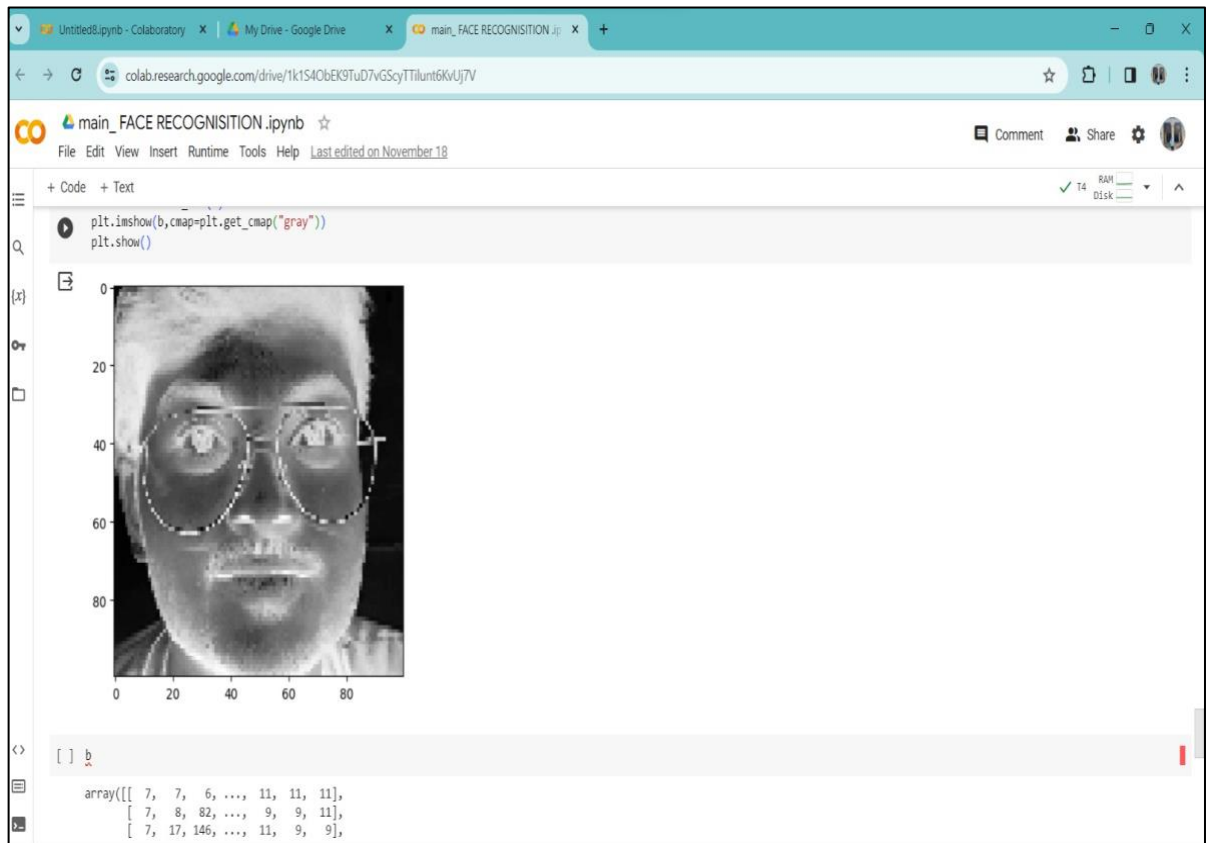 Untitled8.ipynb - Colaboratory
My Drive - Google Drive
main_ FACE RECOGNISITION .ip
colab.research.google.com/drive/1k1S4ObEK9TuD7vGScyTTilunt6KvUj7V
main_ FACE RECOGNISITION .ipynb
Comment
Share
File Edit View Insert Runtime Tools Help Last edited on November 18
+ Code + Text
T4 RAM
Disk
plt.imshow(b,cmap=plt.get_cmap("gray"))
plt.show()
{x}
0
20
40
60
80
0 20 40 60 80
[ ] b
array([[ 7, 7, 6, ..., 11, 11, 11],
[ 7, 8, 82, ..., 9, 9, 11],
[ 7, 17, 146, ..., 11, 9, 9],